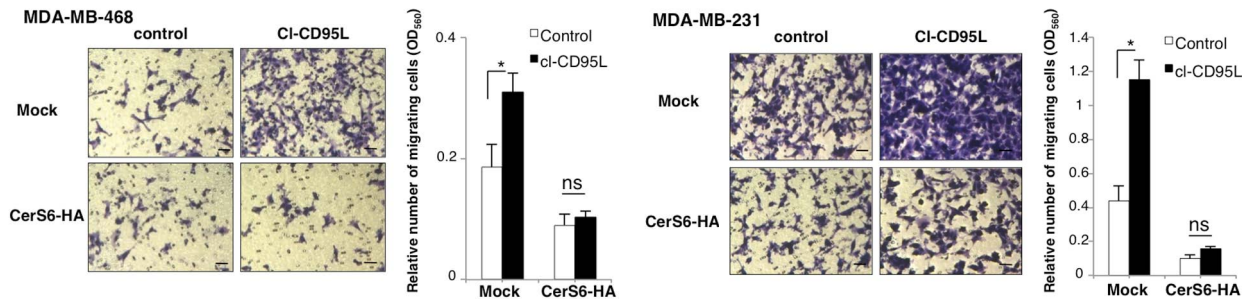 MDA-MB-468
control Cl-CD95L
Mock
CerS6-HA
Relative number of migrating cells (OD560)
0.4
0.2
0
Control
cl-CD95L
*
ns
Mock CerS6-HA
MDA-MB-231
control Cl-CD95L
Mock
CerS6-HA
Relative number of migrating cells (OD560)
1.4
1.2
1
0.8
0.6
0.4
0.2
0
Control
cl-CD95L
*
ns
Mock CerS6-HA